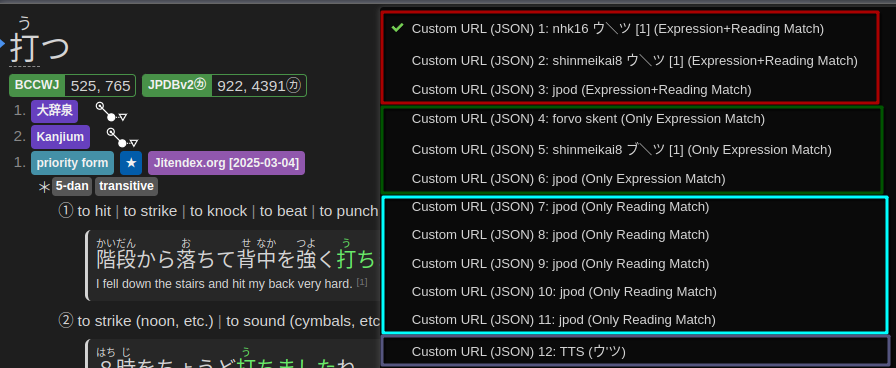 う
打つ
BCCWJ 525, 765 JPDBv2㋕ 922, 4391㋕
1. 大辞泉
2. Kanjium
1. priority form ★ Jitendex.org [2025-03-04]
＊ 5-dan transitive
① to hit | to strike | to knock | to beat | to punch
かいだん お せ なか つよ う
階段から落ちて背中を強く打ち
I fell down the stairs and hit my back very hard. [1]
② to strike (noon, etc.) | to sound (cymbals, etc
はち じ う
８時をちょうど打ちましたね
Custom URL (JSON) 1: nhk16 ウ＼ツ [1] (Expression+Reading Match)
Custom URL (JSON) 2: shinmeikai8 ウ＼ツ [1] (Expression+Reading Match)
Custom URL (JSON) 3: jpod (Expression+Reading Match)
Custom URL (JSON) 4: forvo skent (Only Expression Match)
Custom URL (JSON) 5: shinmeikai8 ブ＼ツ [1] (Only Expression Match)
Custom URL (JSON) 6: jpod (Only Expression Match)
Custom URL (JSON) 7: jpod (Only Reading Match)
Custom URL (JSON) 8: jpod (Only Reading Match)
Custom URL (JSON) 9: jpod (Only Reading Match)
Custom URL (JSON) 10: jpod (Only Reading Match)
Custom URL (JSON) 11: jpod (Only Reading Match)
Custom URL (JSON) 12: TTS (ウ'ツ)